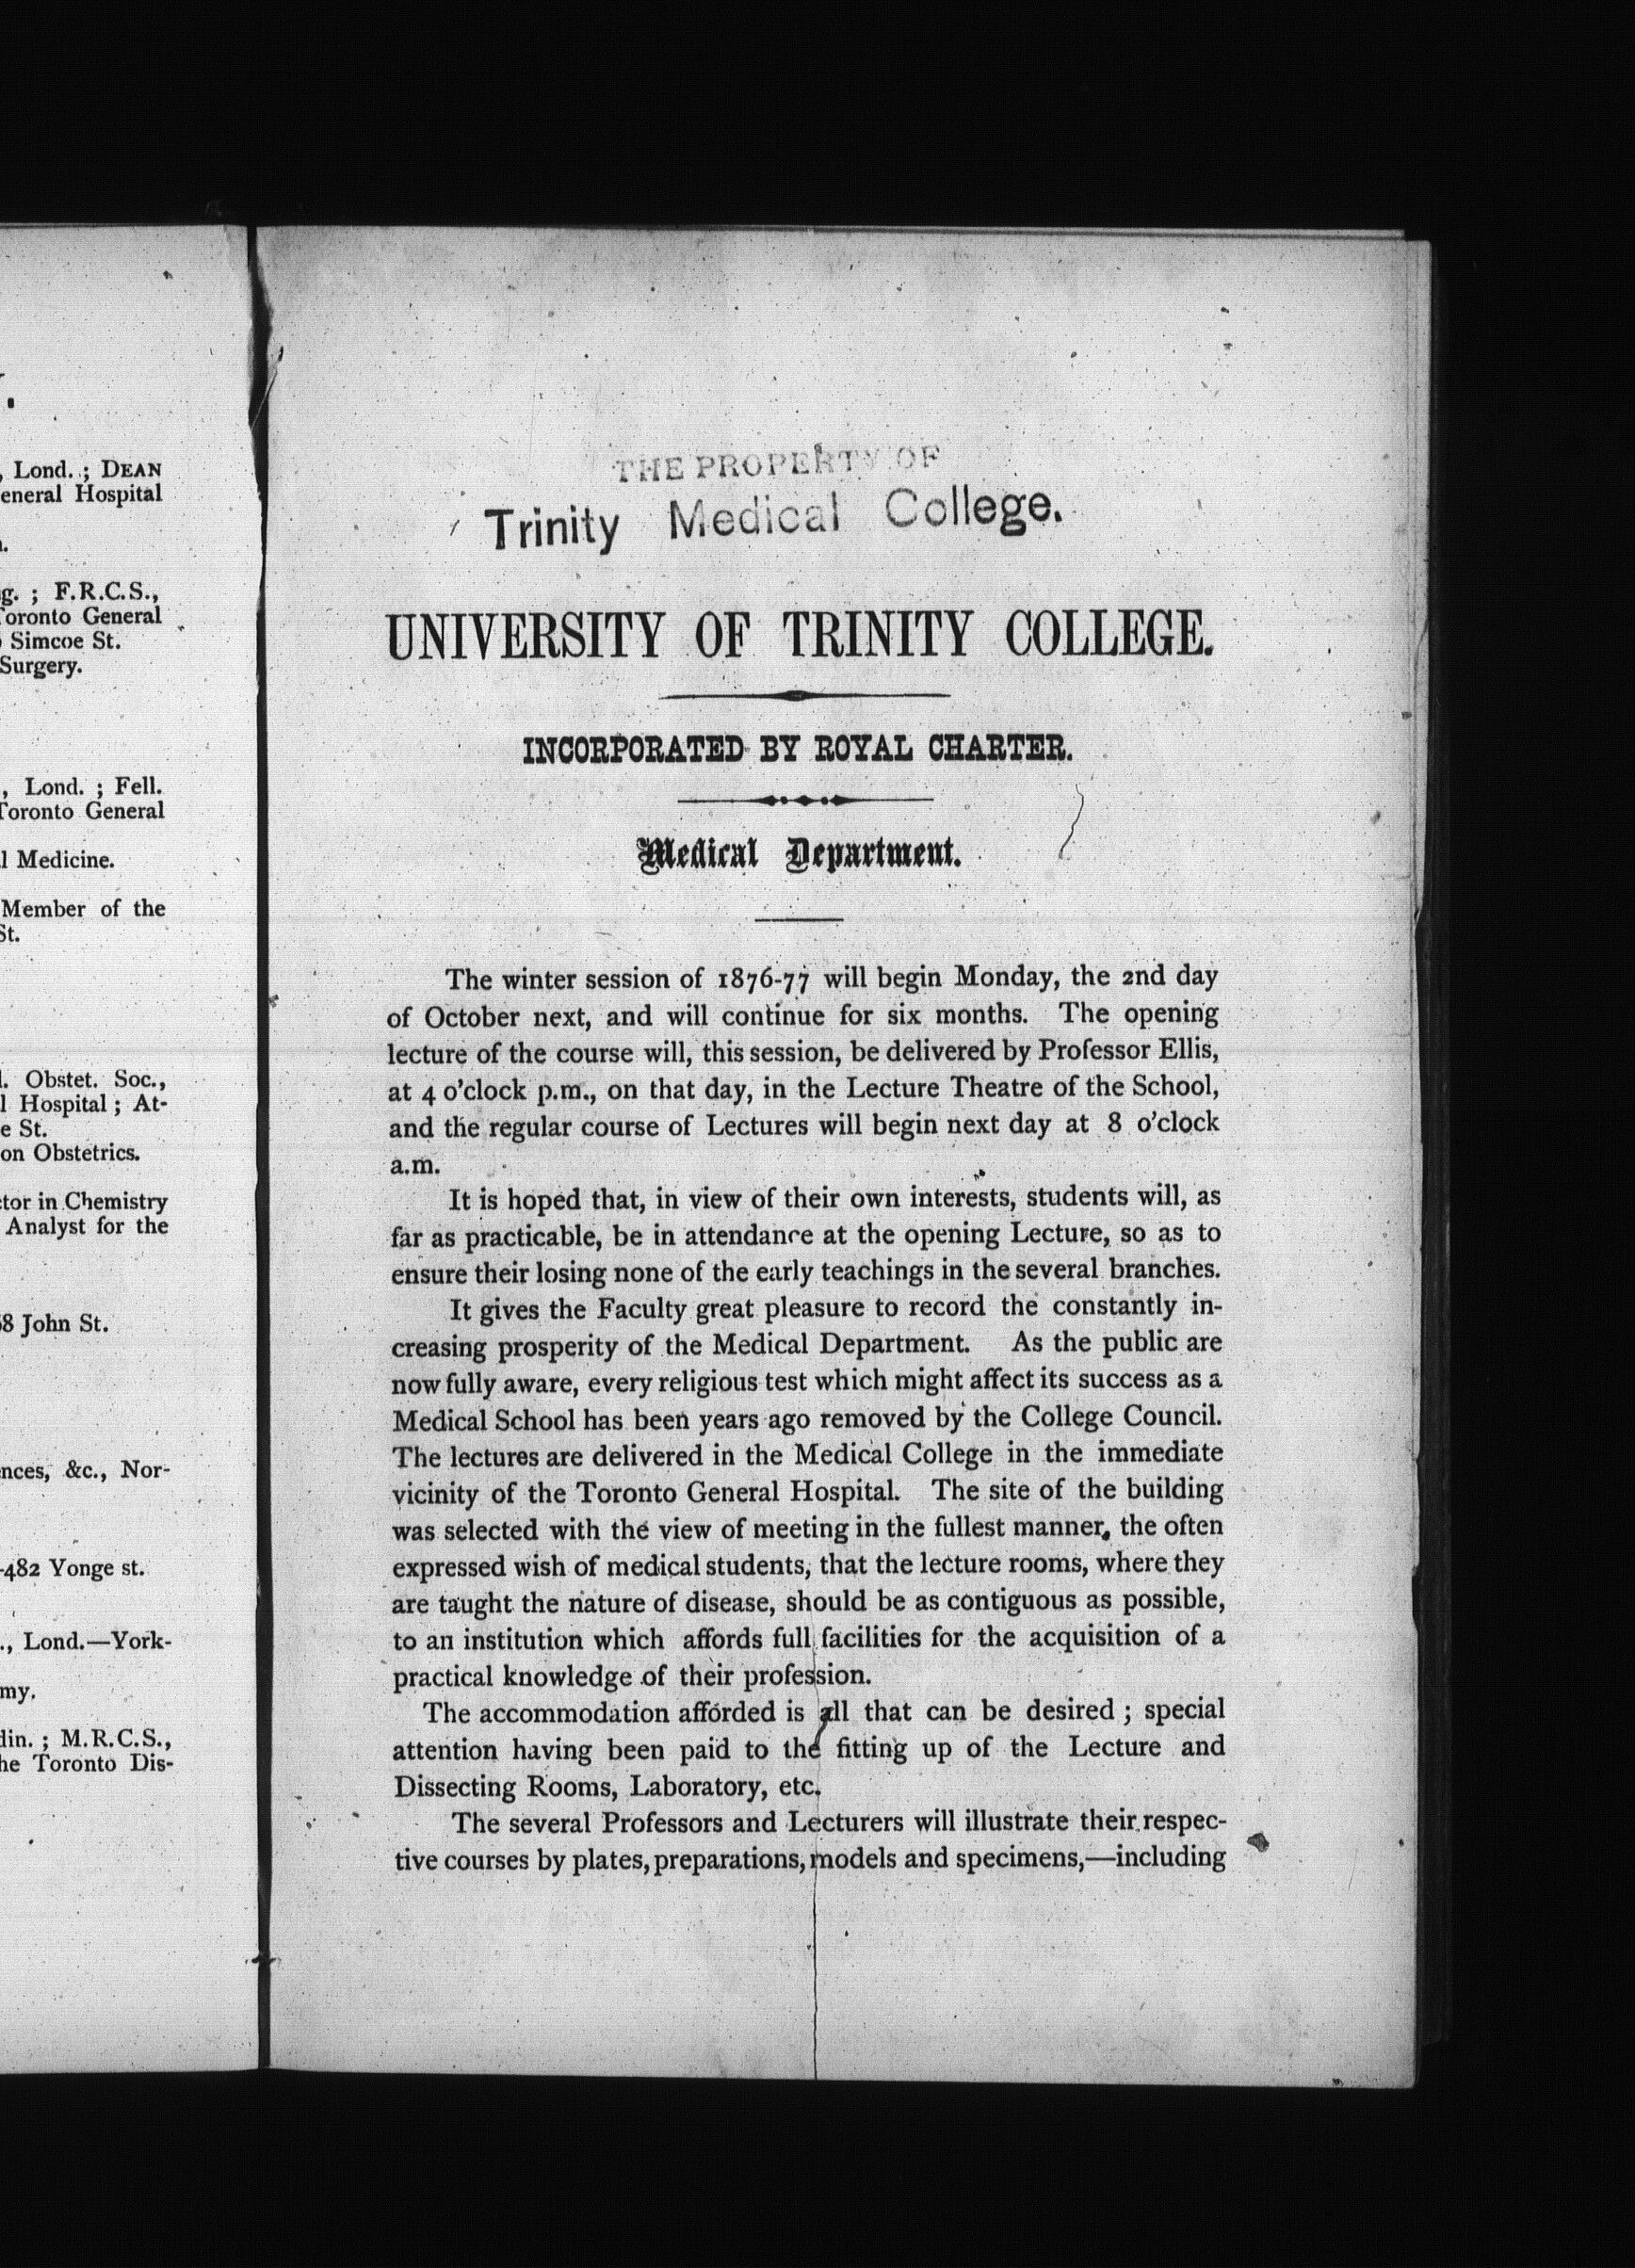 , Lond. ; DEAN
eneral Hospital
g. ; F.R.C.S.,
Toronto General
Simcoe St.
Surgery.
, Lond. ; Fell.
Toronto General
l Medicine.
Member of the
St.
l. Obstet. Soc.,
l Hospital ; At-
e St.
on Obstetrics.
tor in Chemistry
Analyst for the
8 John St.
nces, &c., Nor-
-482 Yonge st.
., Lond.—York-
my.
din. ; M.R.C.S.,
he Toronto Dis-
THE PROPERTY OF
Trinity Medical College.
UNIVERSITY OF TRINITY COLLEGE.
INCORPORATED BY ROYAL CHARTER.
Medical Department.
The winter session of 1876-77 will begin Monday, the 2nd day
of October next, and will continue for six months. The opening
lecture of the course will, this session, be delivered by Professor Ellis,
at 4 o'clock p.m., on that day, in the Lecture Theatre of the School,
and the regular course of Lectures will begin next day at 8 o'clock
a.m.
It is hoped that, in view of their own interests, students will, as
far as practicable, be in attendance at the opening Lecture, so as to
ensure their losing none of the early teachings in the several branches.
It gives the Faculty great pleasure to record the constantly in-
creasing prosperity of the Medical Department. As the public are
now fully aware, every religious test which might affect its success as a
Medical School has been years ago removed by the College Council.
The lectures are delivered in the Medical College in the immediate
vicinity of the Toronto General Hospital. The site of the building
was selected with the view of meeting in the fullest manner, the often
expressed wish of medical students, that the lecture rooms, where they
are taught the nature of disease, should be as contiguous as possible,
to an institution which affords full facilities for the acquisition of a
practical knowledge of their profession.
The accommodation afforded is all that can be desired ; special
attention having been paid to the fitting up of the Lecture and
Dissecting Rooms, Laboratory, etc.
The several Professors and Lecturers will illustrate their respec-
tive courses by plates, preparations, models and specimens,—including